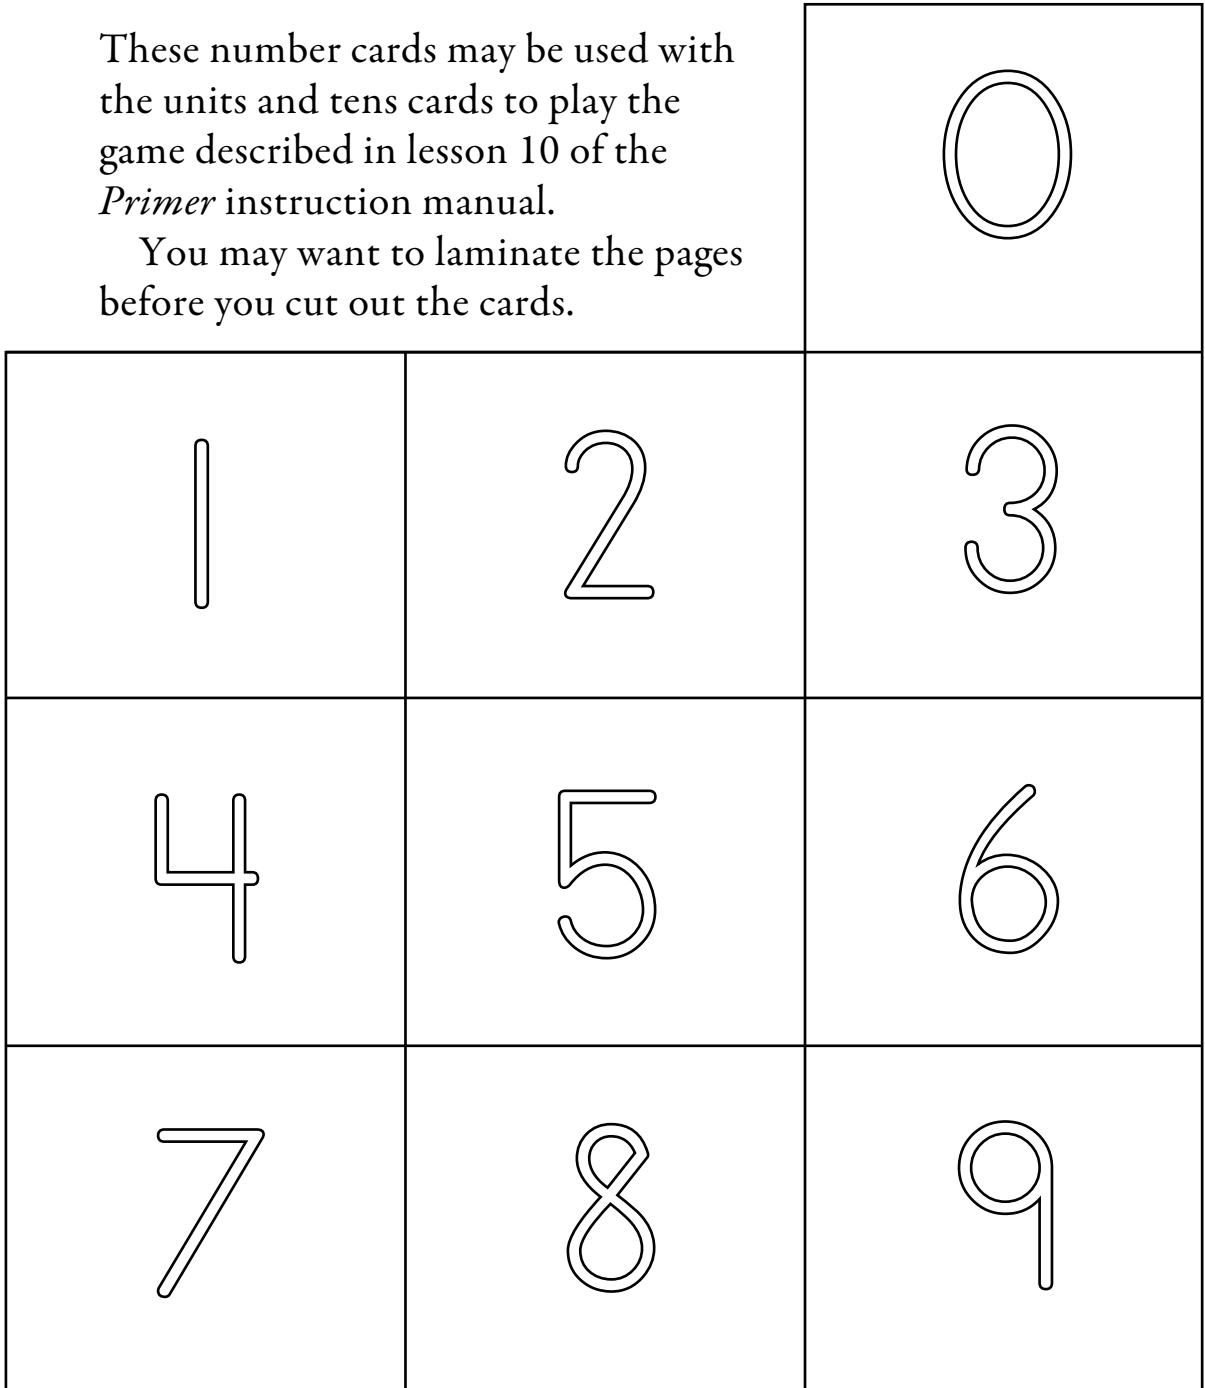 These number cards may be used with
the units and tens cards to play the
game described in lesson 10 of the
Primer instruction manual.
You may want to laminate the pages
before you cut out the cards.
0
1 2 3
4 5 6
7 8 9